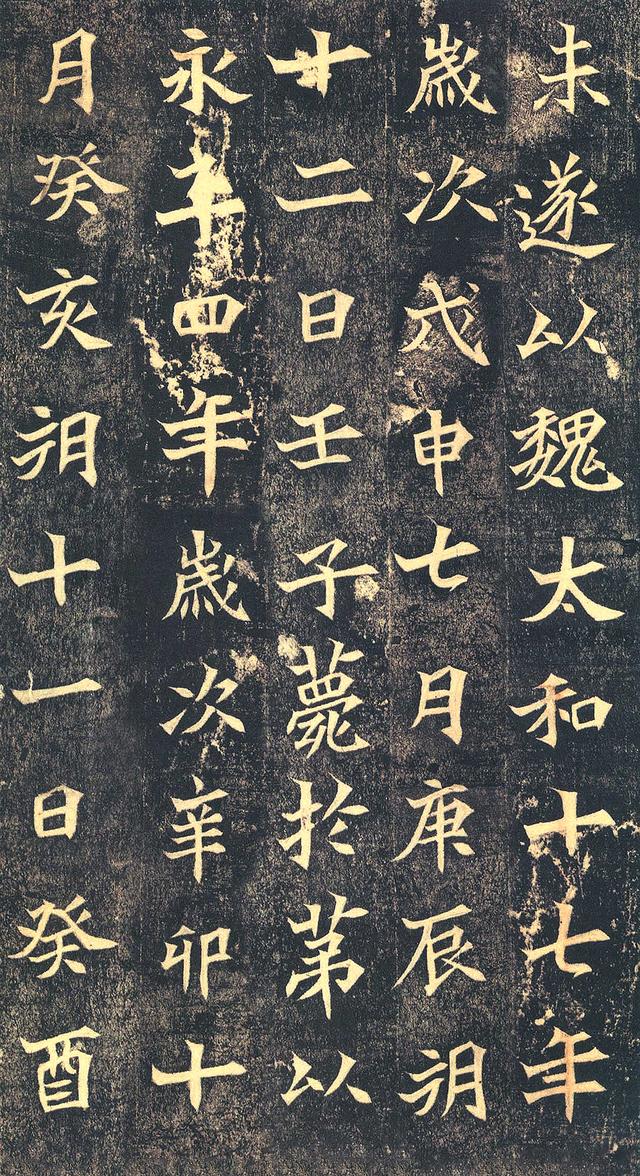 未遂以魏太和十七年
歲次戊申七月庚辰朔
十二日壬子薨於第以
永平四年歲次辛卯十
月癸亥朔十一日癸酉